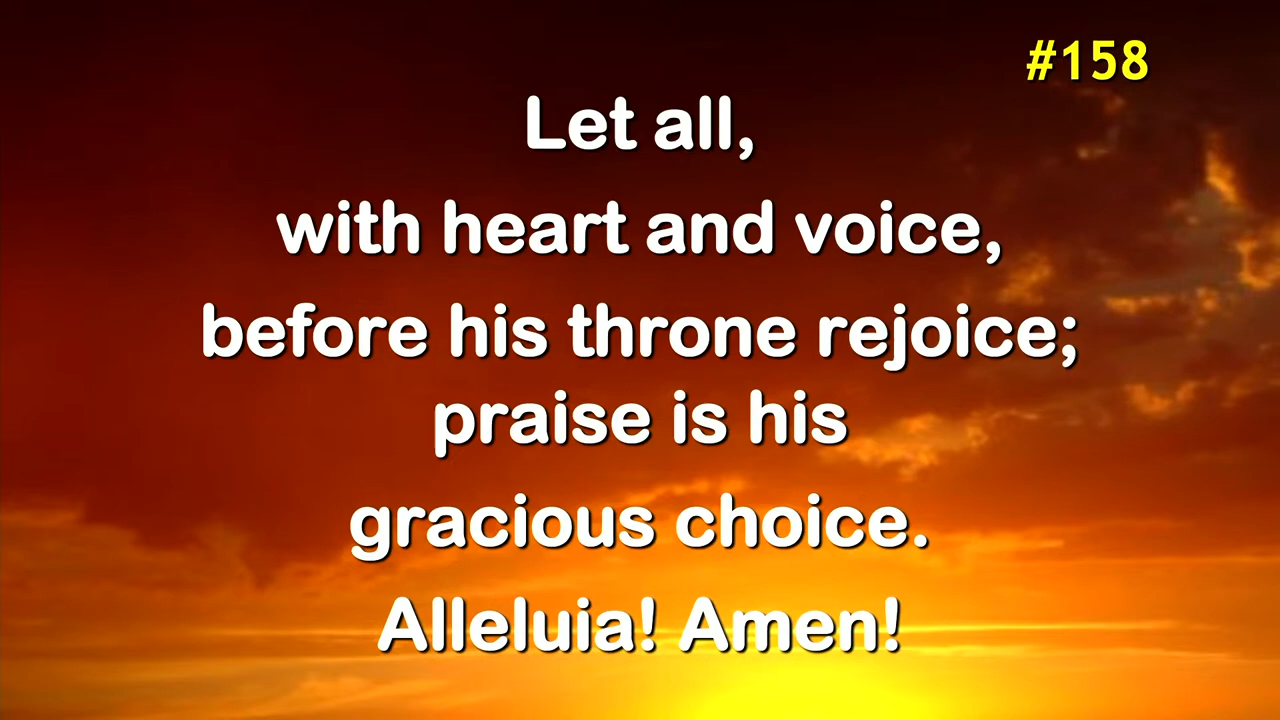 #158
Let all,
with heart and voice,
before his throne rejoice;
praise is his
gracious choice.
Alleluia! Amen!